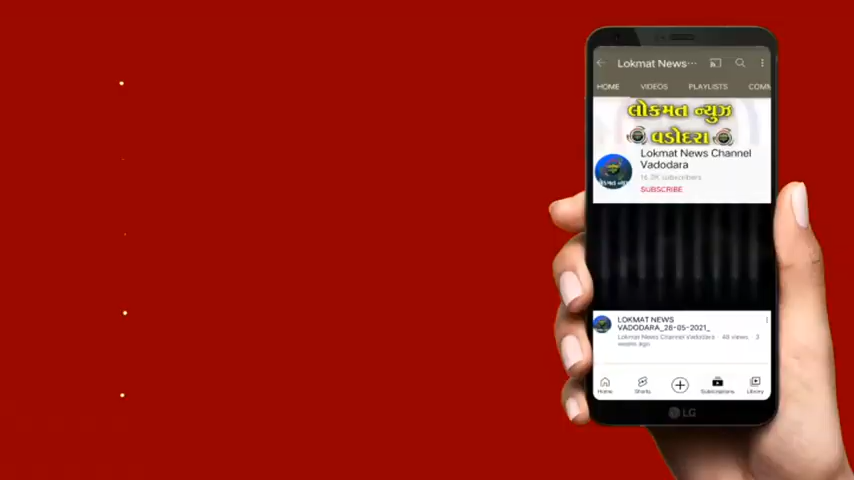 Lokmat News...
HOME VIDEOS PLAYLISTS COMM
લોકમત ન્યુઝ
વડોદરા
Lokmat News Channel
Vadodara
16.2K subscribers
SUBSCRIBE
LOKMAT NEWS
VADODARA_28-05-2021_
Lokmat News Channel Vadodara · 48 views · 3
weeks ago
Home Shorts Subscriptions Library
LG